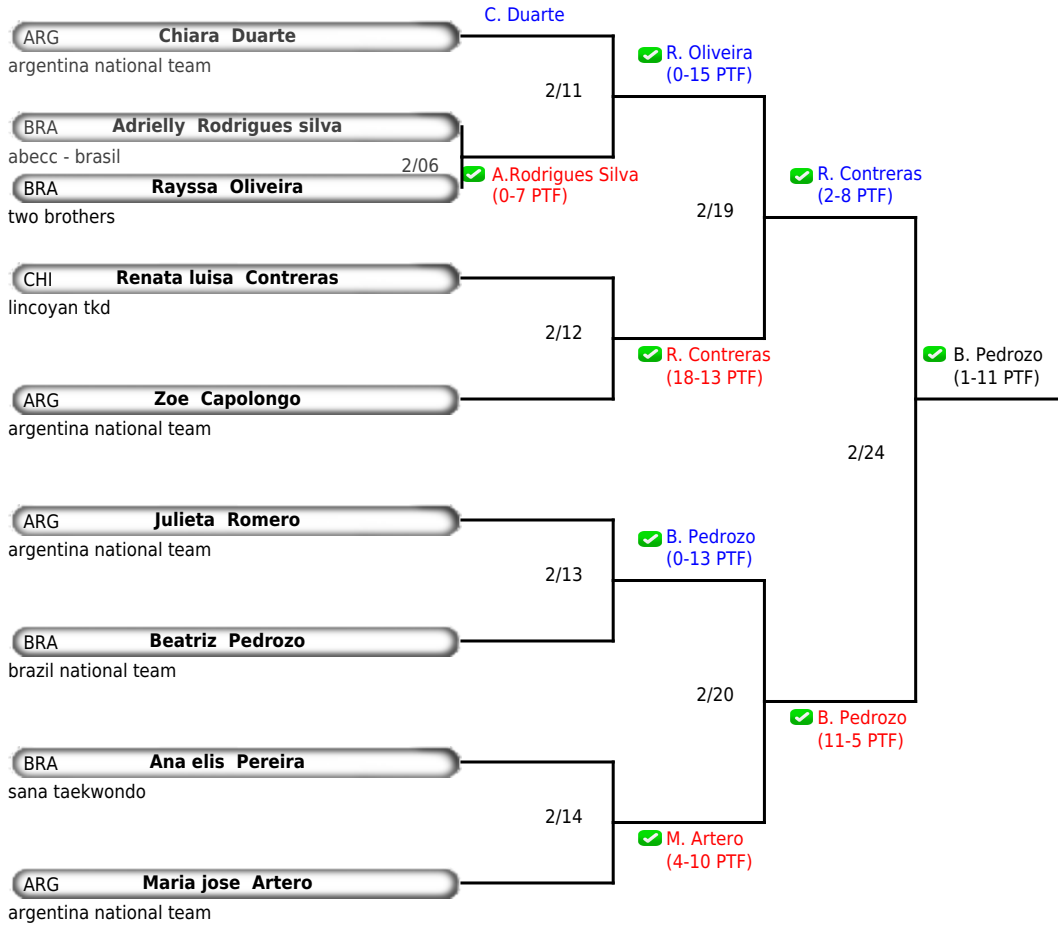 C. Duarte
ARG Chiara Duarte
argentina national team
R. Oliveira
(0-15 PTF)
2/11
BRA Adrielly Rodrigues silva
abecc - brasil
2/06
A.Rodrigues Silva
(0-7 PTF)
BRA Rayssa Oliveira
two brothers
R. Contreras
(2-8 PTF)
2/19
CHI Renata luisa Contreras
lincoyan tkd
2/12
R. Contreras
(18-13 PTF)
B. Pedrozo
(1-11 PTF)
ARG Zoe Capolongo
argentina national team
2/24
ARG Julieta Romero
argentina national team
B. Pedrozo
(0-13 PTF)
2/13
BRA Beatriz Pedrozo
brazil national team
2/20
B. Pedrozo
(11-5 PTF)
BRA Ana elis Pereira
sana taekwondo
2/14
M. Artero
(4-10 PTF)
ARG Maria jose Artero
argentina national team